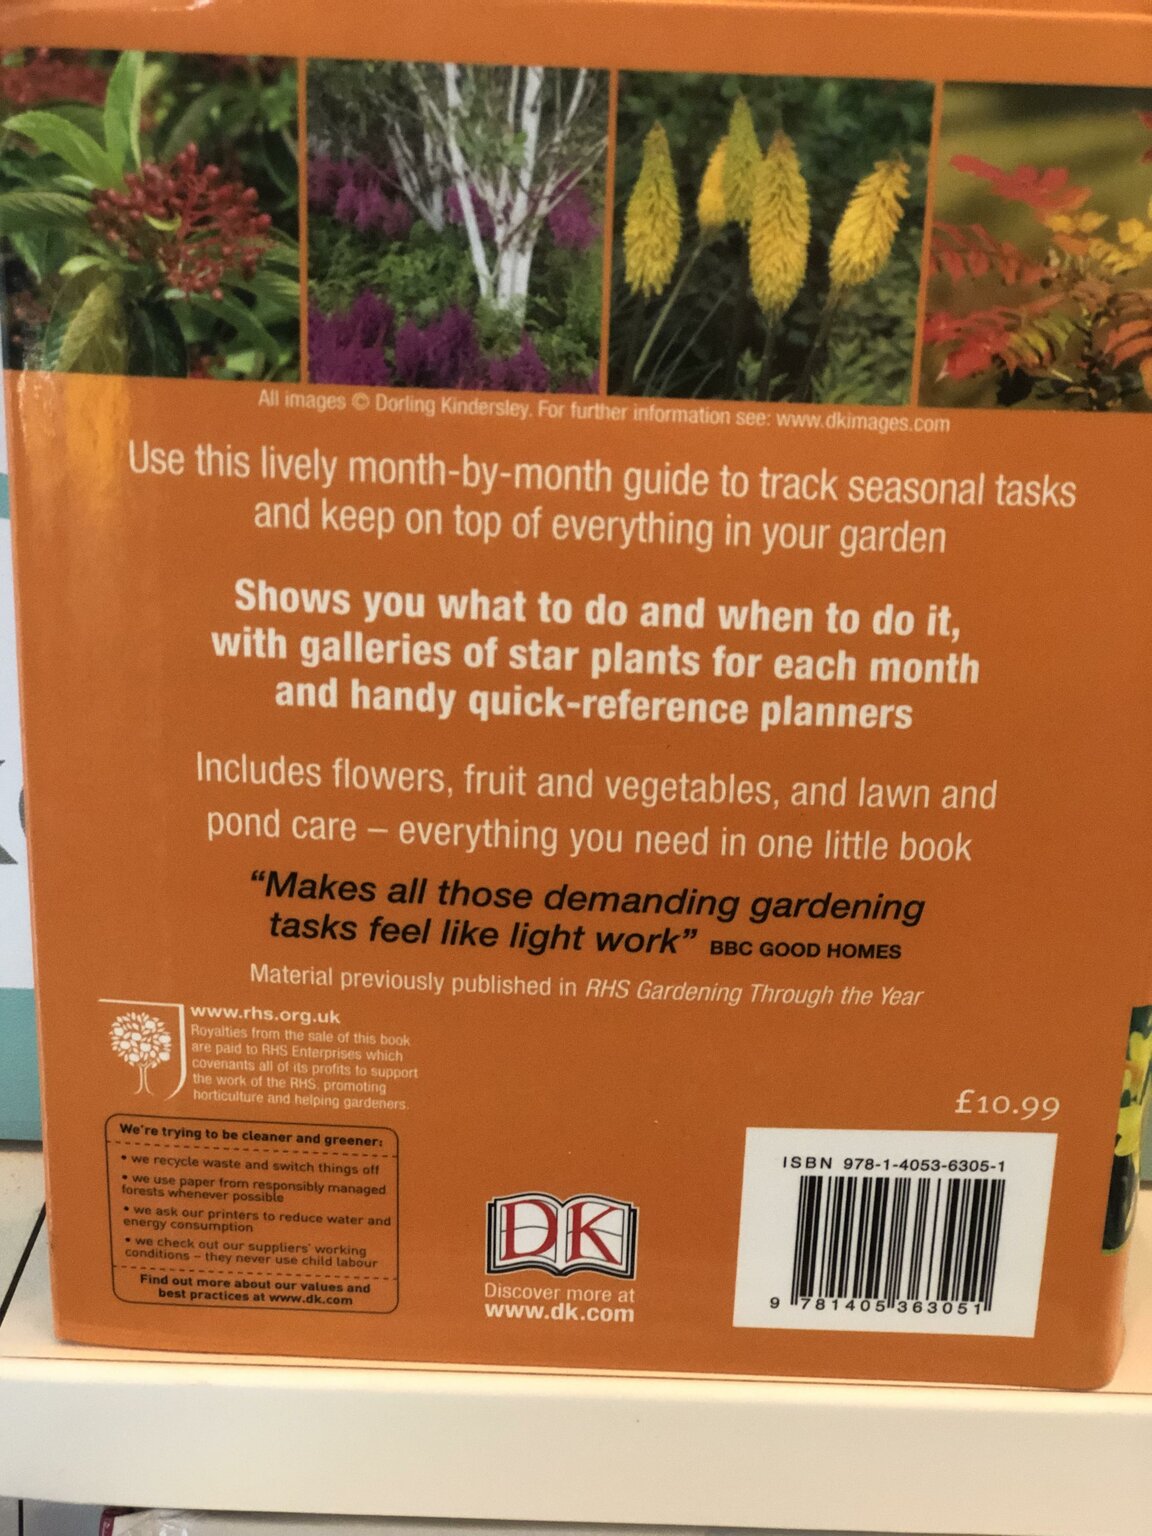 All images © Dorling Kindersley. For further information see: www.dkimages.com
Use this lively month-by-month guide to track seasonal tasks
and keep on top of everything in your garden
Shows you what to do and when to do it,
with galleries of star plants for each month
and handy quick-reference planners
Includes flowers, fruit and vegetables, and lawn and
pond care – everything you need in one little book
“Makes all those demanding gardening
tasks feel like light work” BBC GOOD HOMES
Material previously published in RHS Gardening Through the Year
www.rhs.org.uk
Royalties from the sale of this book
are paid to RHS Enterprises which
covenants all of its profits to support
the work of the RHS, promoting
horticulture and helping gardeners.
We're trying to be cleaner and greener:
• we recycle waste and switch things off
• we use paper from responsibly managed
forests whenever possible
• we ask our printers to reduce water and
energy consumption
• we check out our suppliers' working
conditions – they never use child labour
Find out more about our values and
best practices at www.dk.com
DK
Discover more at
www.dk.com
£10.99
ISBN 978-1-4053-6305-1
9 781405 363051